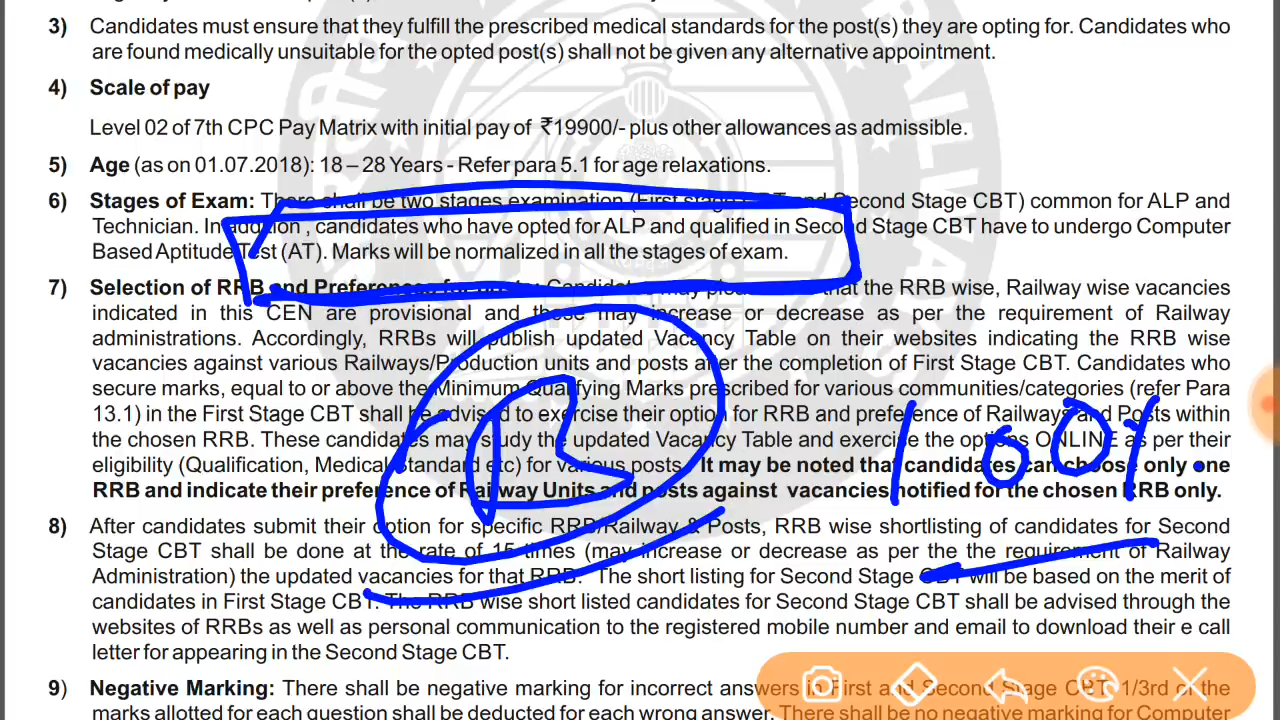 3) Candidates must ensure that they fulfill the prescribed medical standards for the post(s) they are opting for. Candidates who
are found medically unsuitable for the opted post(s) shall not be given any alternative appointment.
4) Scale of pay
Level 02 of 7th CPC Pay Matrix with initial pay of ₹19900/- plus other allowances as admissible.
5) Age (as on 01.07.2018): 18 – 28 Years - Refer para 5.1 for age relaxations.
6) Stages of Exam: There shall be two stages examination (First stage CBT and Second Stage CBT) common for ALP and
Technician. In addition , candidates who have opted for ALP and qualified in Second Stage CBT have to undergo Computer
Based Aptitude Test (AT). Marks will be normalized in all the stages of exam.
7) Selection of RRB and Preferences for posts: Candidates may please that the RRB wise, Railway wise vacancies
indicated in this CEN are provisional and these may increase or decrease as per the requirement of Railway
administrations. Accordingly, RRBs will publish updated Vacancy Table on their websites indicating the RRB wise
vacancies against various Railways/Production units and posts after the completion of First Stage CBT. Candidates who
secure marks, equal to or above the Minimum Qualifying Marks prescribed for various communities/categories (refer Para
13.1) in the First Stage CBT shall be advised to exercise their option for RRB and preference of Railways and Posts within
the chosen RRB. These candidates may study the updated Vacancy Table and exercise the options ONLINE as per their
eligibility (Qualification, Medical Standard etc) for various posts. It may be noted that candidates can choose only one
RRB and indicate their preference of Railway Units and posts against vacancies notified for the chosen RRB only.
100%
8) After candidates submit their option for specific RRB/Railway & Posts, RRB wise shortlisting of candidates for Second
Stage CBT shall be done at the rate of 15 times (may increase or decrease as per the the requirement of Railway
Administration) the updated vacancies for that RRB. The short listing for Second Stage CBT will be based on the merit of
candidates in First Stage CBT. The RRB wise short listed candidates for Second Stage CBT shall be advised through the
websites of RRBs as well as personal communication to the registered mobile number and email to download their e call
letter for appearing in the Second Stage CBT.
9) Negative Marking: There shall be negative marking for incorrect answers in First and Second Stage CBT. 1/3rd of the
marks allotted for each question shall be deducted for each wrong answer. There shall be no negative marking for Computer